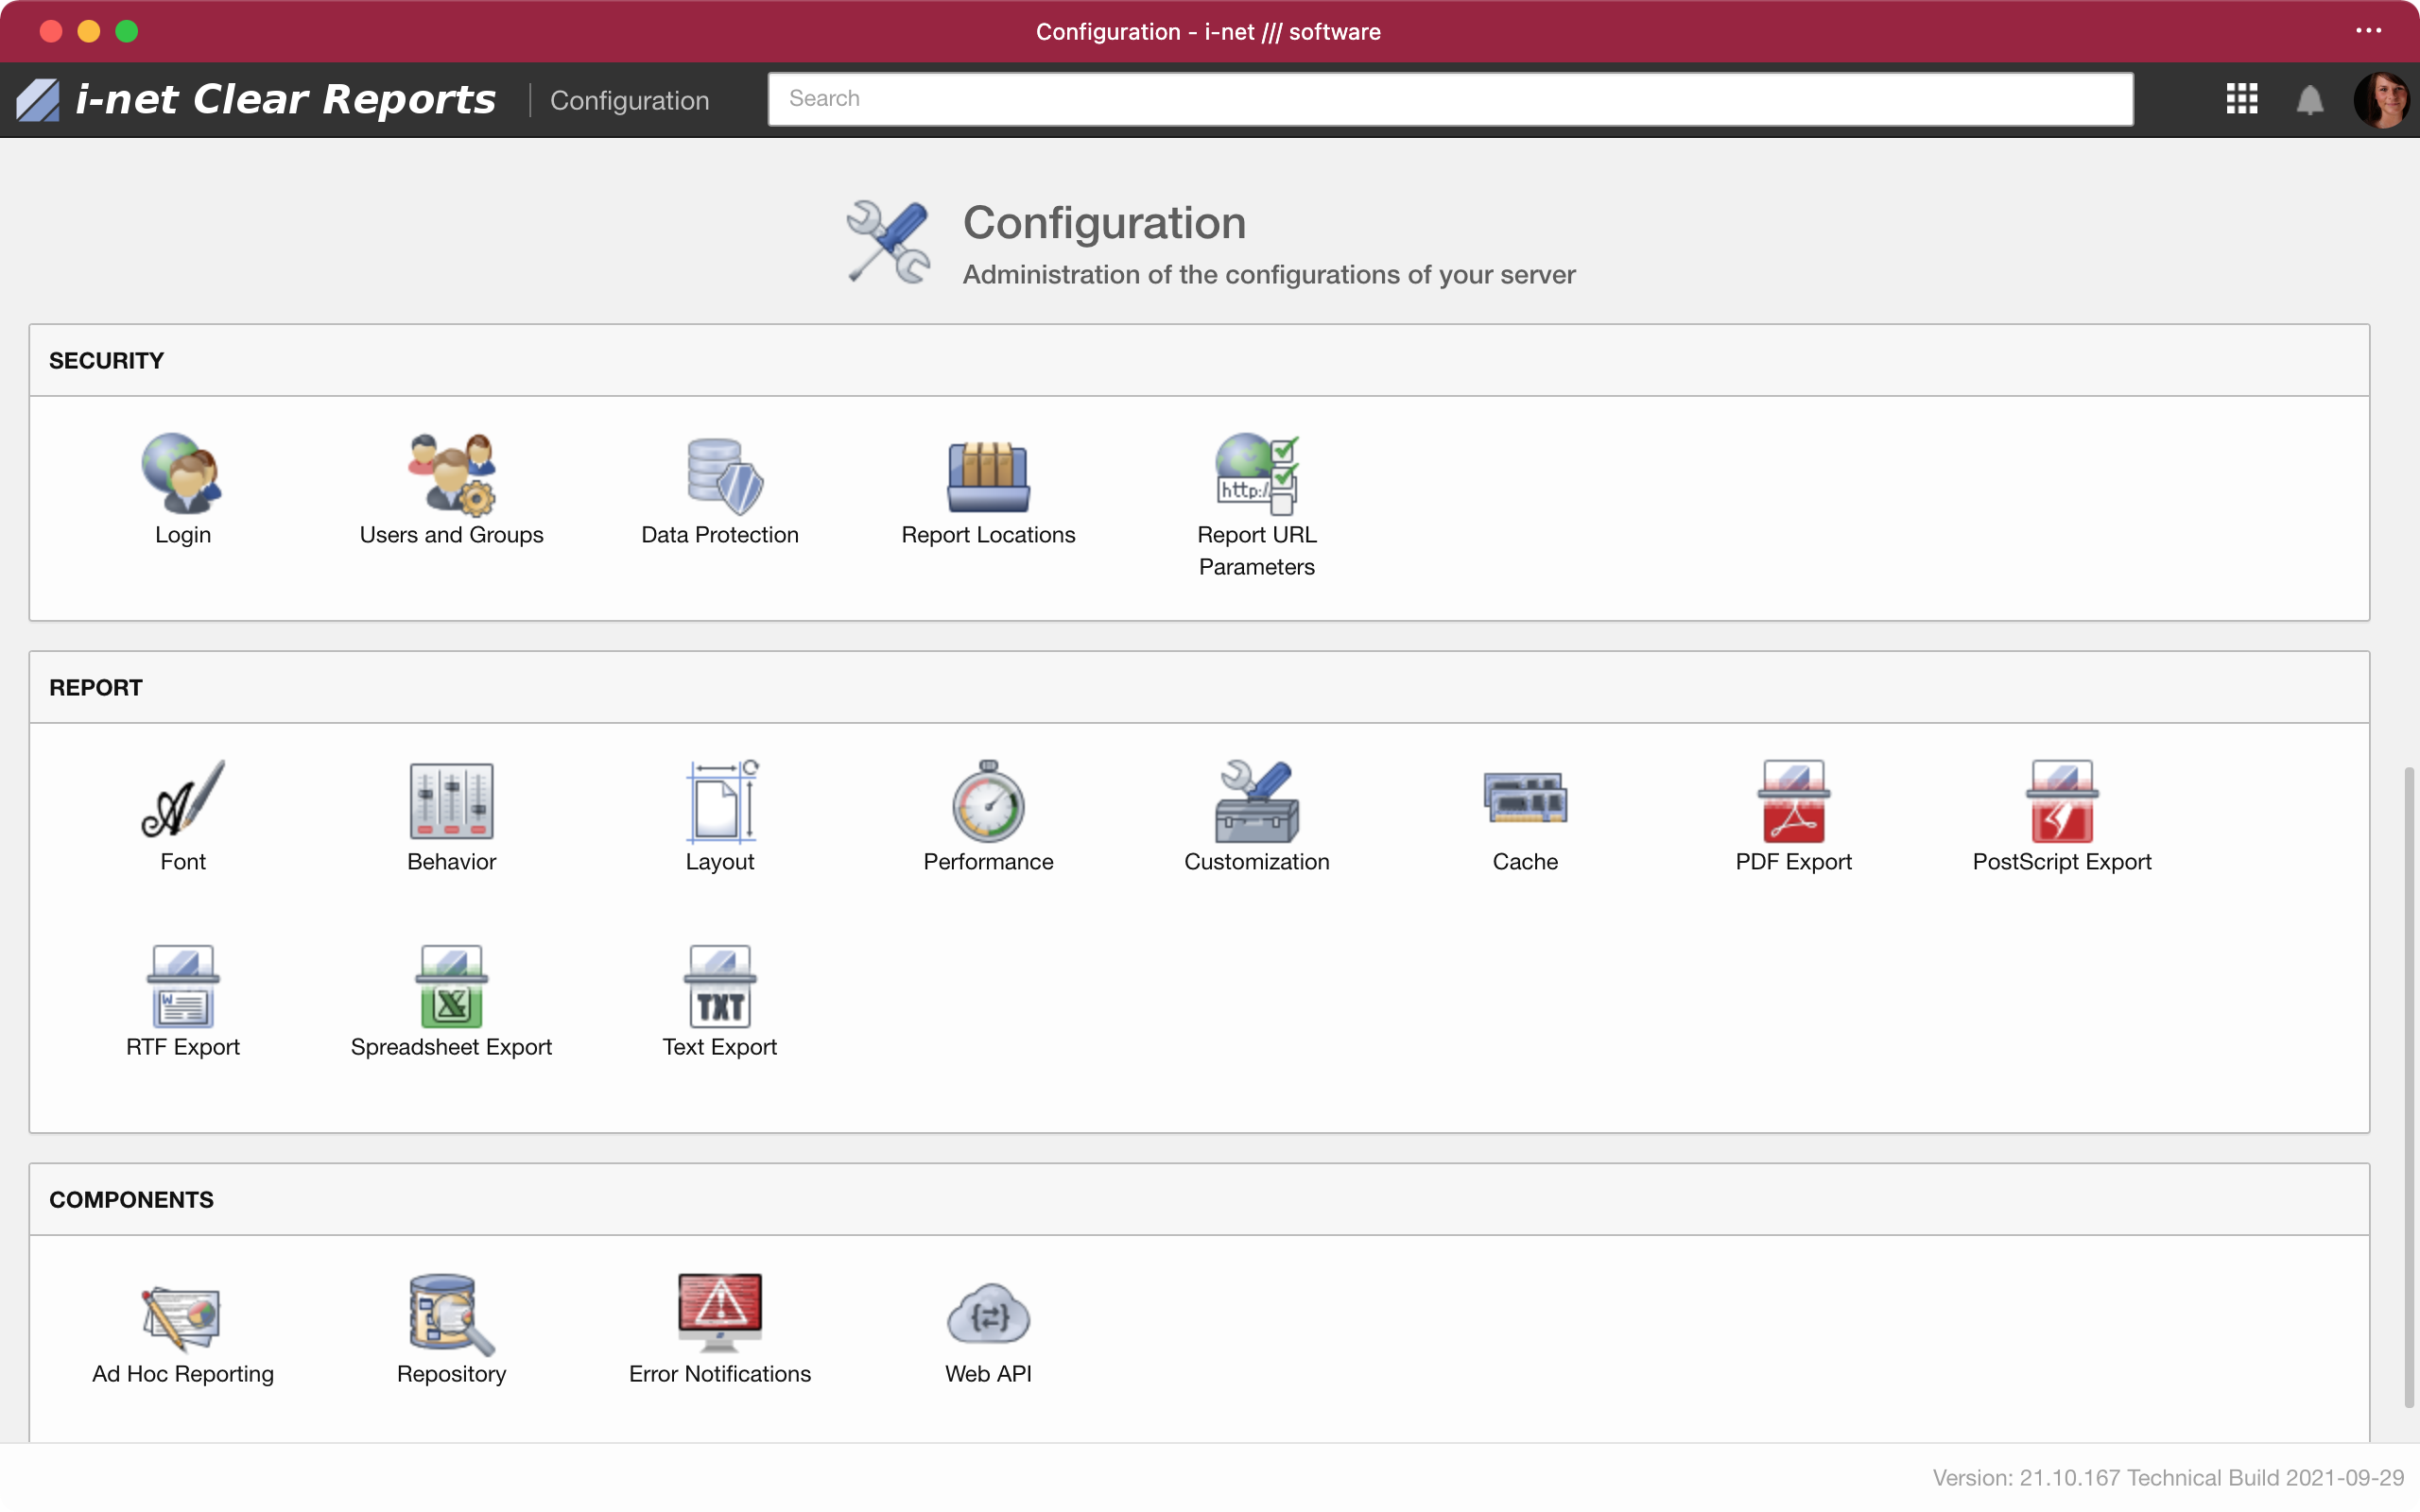 Configuration - i-net /// software
i-net Clear Reports
Configuration
Search
Configuration
Administration of the configurations of your server
SECURITY
http:/
Login
Users and Groups
Data Protection
Report Locations
Report URL
Parameters
REPORT
Font
Behavior
Layout
Performance
Customization
Cache
PDF Export
PostScript Export
W
TXT
RTF Export
Spreadsheet Export
Text Export
COMPONENTS
Ad Hoc Reporting
Repository
Error Notifications
Web API
Version: 21.10.167 Technical Build 2021-09-29